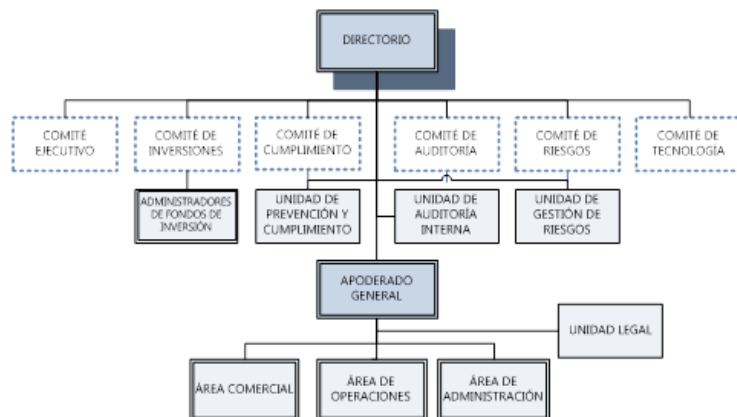 DIRECTORIO
COMITÉ
EJECUTIVO
COMITÉ DE
INVERSIONES
COMITÉ DE
CUMPLIMIENTO
COMITÉ DE
AUDITORÍA
COMITÉ DE
RIESGOS
COMITÉ DE
TECNOLOGÍA
ADMINISTRADORES
DE FONDOS DE
INVERSIÓN
UNIDAD DE
PREVENCIÓN Y
CUMPLIMIENTO
UNIDAD DE
AUDITORÍA
INTERNA
UNIDAD DE
GESTIÓN DE
RIESGOS
APODERADO
GENERAL
UNIDAD LEGAL
ÁREA COMERCIAL
ÁREA DE
OPERACIONES
ÁREA DE
ADMINISTRACIÓN